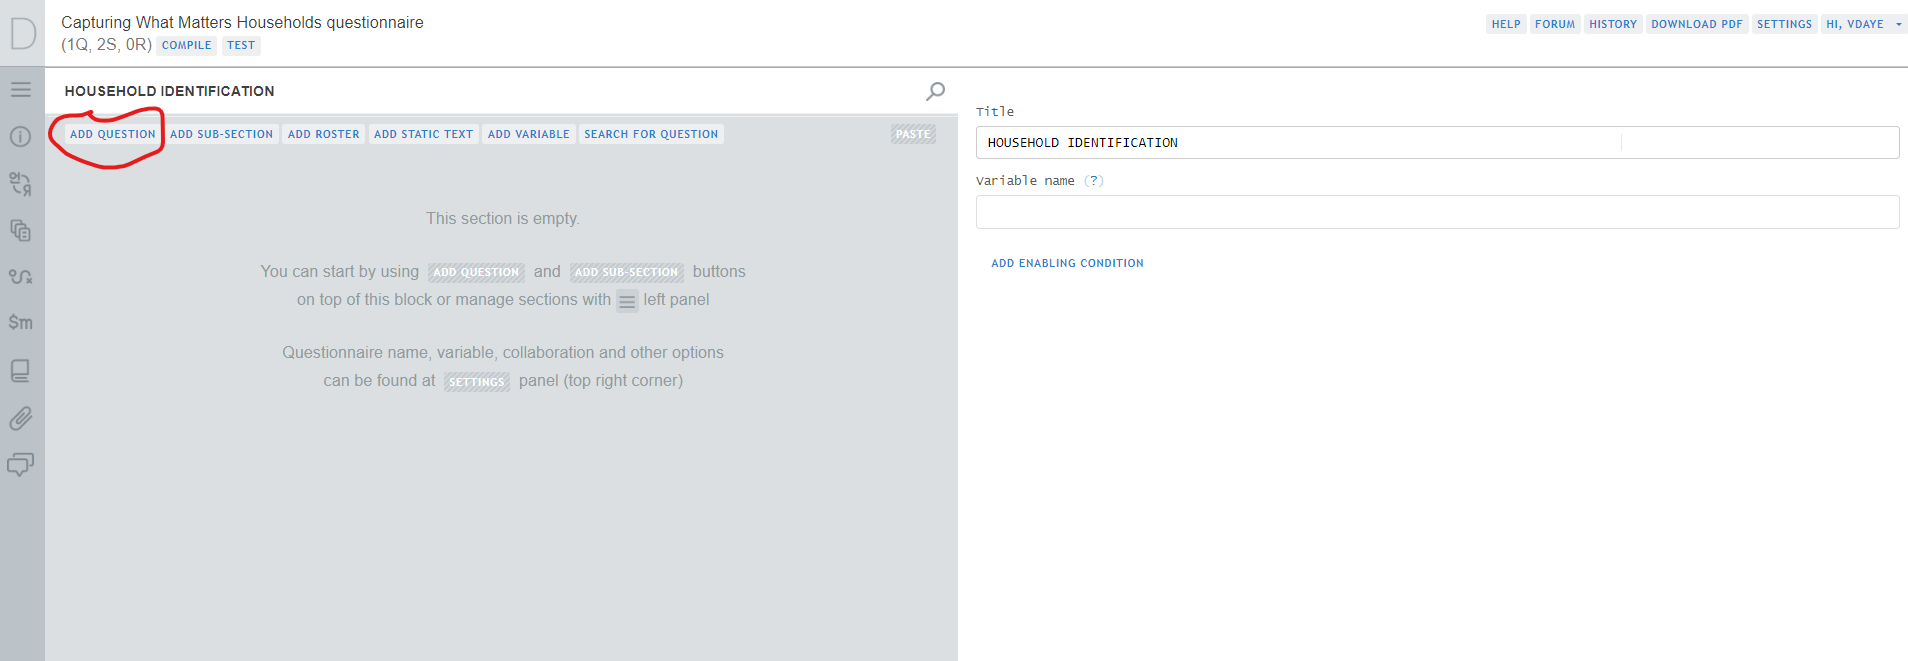 D
Capturing What Matters Households questionnaire
(1Q, 2S, 0R) COMPILE TEST
HELP FORUM HISTORY DOWNLOAD PDF SETTINGS HI, VDAYE
HOUSEHOLD IDENTIFICATION
ADD QUESTION ADD SUB-SECTION ADD ROSTER ADD STATIC TEXT ADD VARIABLE SEARCH FOR QUESTION PASTE
This section is empty.
You can start by using ADD QUESTION and ADD SUB-SECTION buttons
on top of this block or manage sections with left panel
Questionnaire name, variable, collaboration and other options
can be found at SETTINGS panel (top right corner)
$m
Title
HOUSEHOLD IDENTIFICATION
Variable name (?)
ADD ENABLING CONDITION